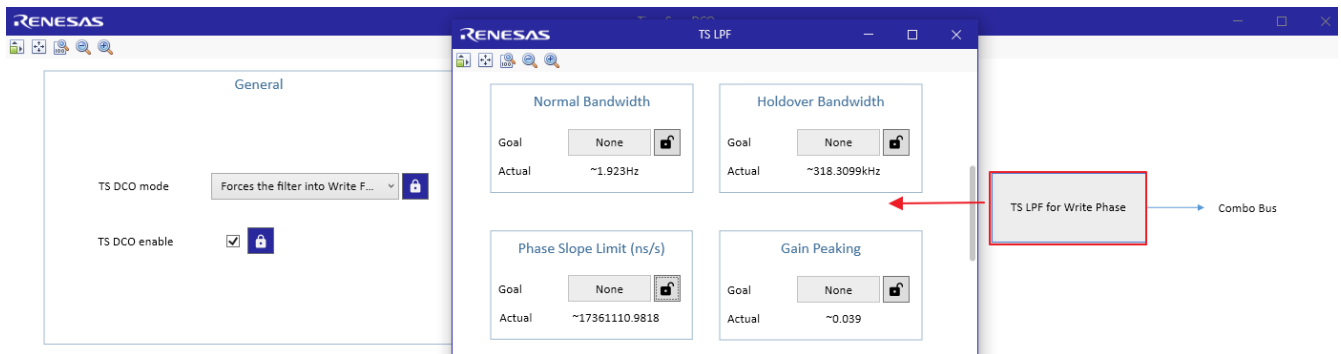 RENESAS
RENESAS
TS LPF
General
TS DCO mode
Forces the filter into Write F...
TS DCO enable
Normal Bandwidth
Goal
None
Actual
~1.923Hz
Holdover Bandwidth
Goal
None
Actual
~318.3099kHz
Phase Slope Limit (ns/s)
Goal
None
Actual
~17361110.9818
Gain Peaking
Goal
None
Actual
~0.039
TS LPF for Write Phase
Combo Bus